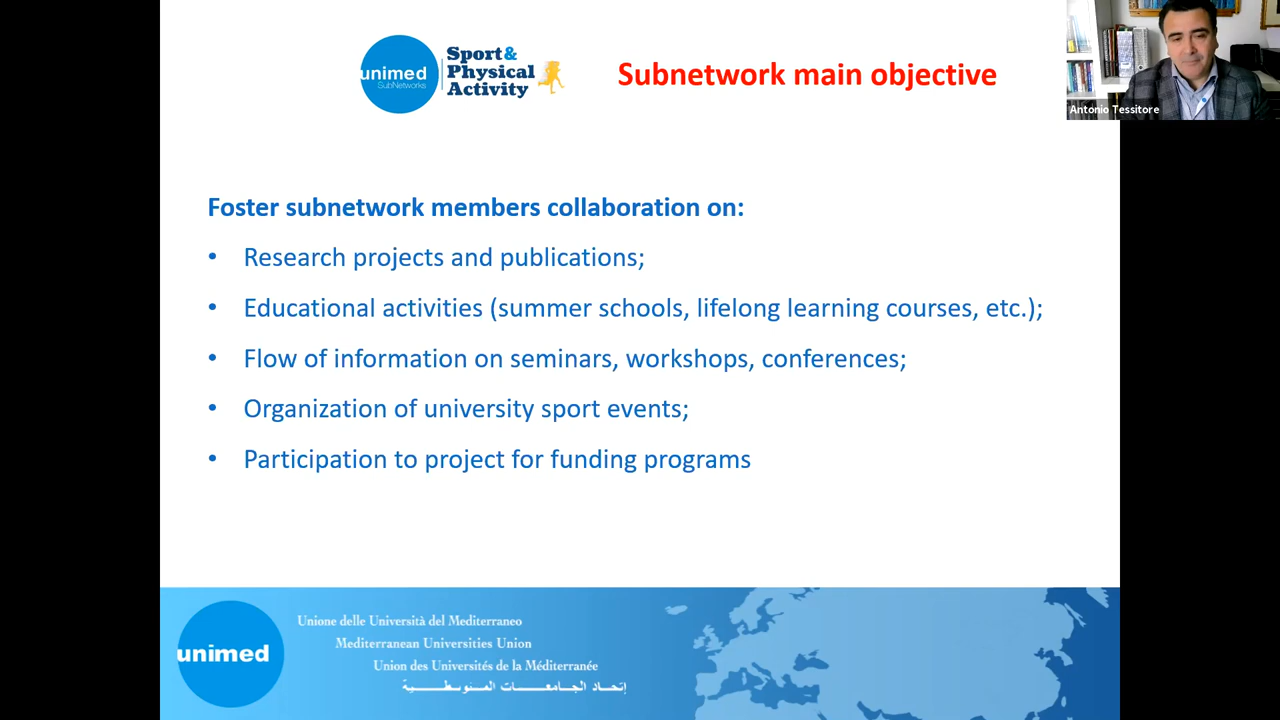 unimed
SubNetworks
Sport&
Physical
Activity
Subnetwork main objective
Antonio Tessitore
Foster subnetwork members collaboration on:
• Research projects and publications;
• Educational activities (summer schools, lifelong learning courses, etc.);
• Flow of information on seminars, workshops, conferences;
• Organization of university sport events;
• Participation to project for funding programs
unimed
Unione delle Università del Mediterraneo
Mediterranean Universities Union
Union des Universités de la Méditerranée
إتحـاد الجـامعـــات المـتوسـطـيـة